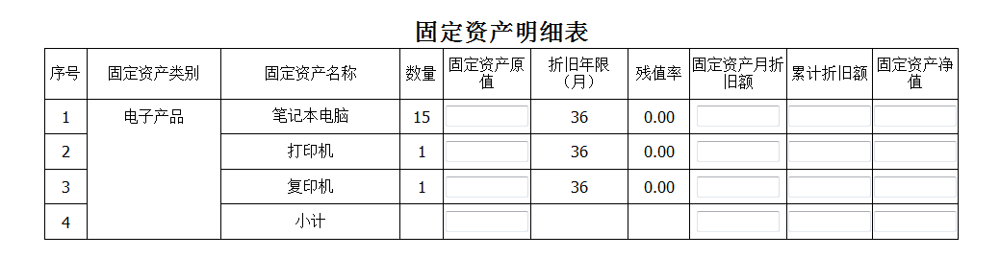 固定资产明细表
序号 固定资产类别 固定资产名称 数量 固定资产原值 折旧年限（月） 残值率 固定资产月折旧额 累计折旧额 固定资产净值
1 电子产品 笔记本电脑 15 36 0.00
2 打印机 1 36 0.00
3 复印机 1 36 0.00
4 小计